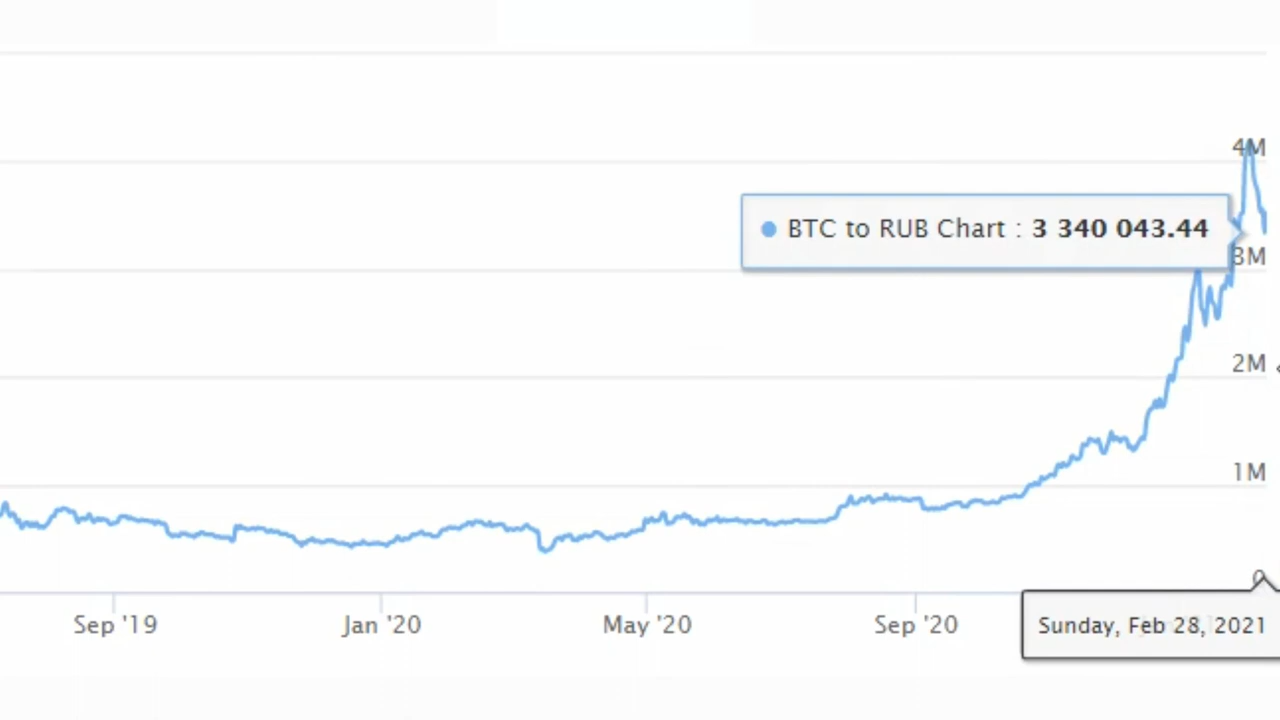 4M
BTC to RUB Chart : 3 340 043.44
3M
2M
1M
0
Sep '19
Jan '20
May '20
Sep '20
Sunday, Feb 28, 2021